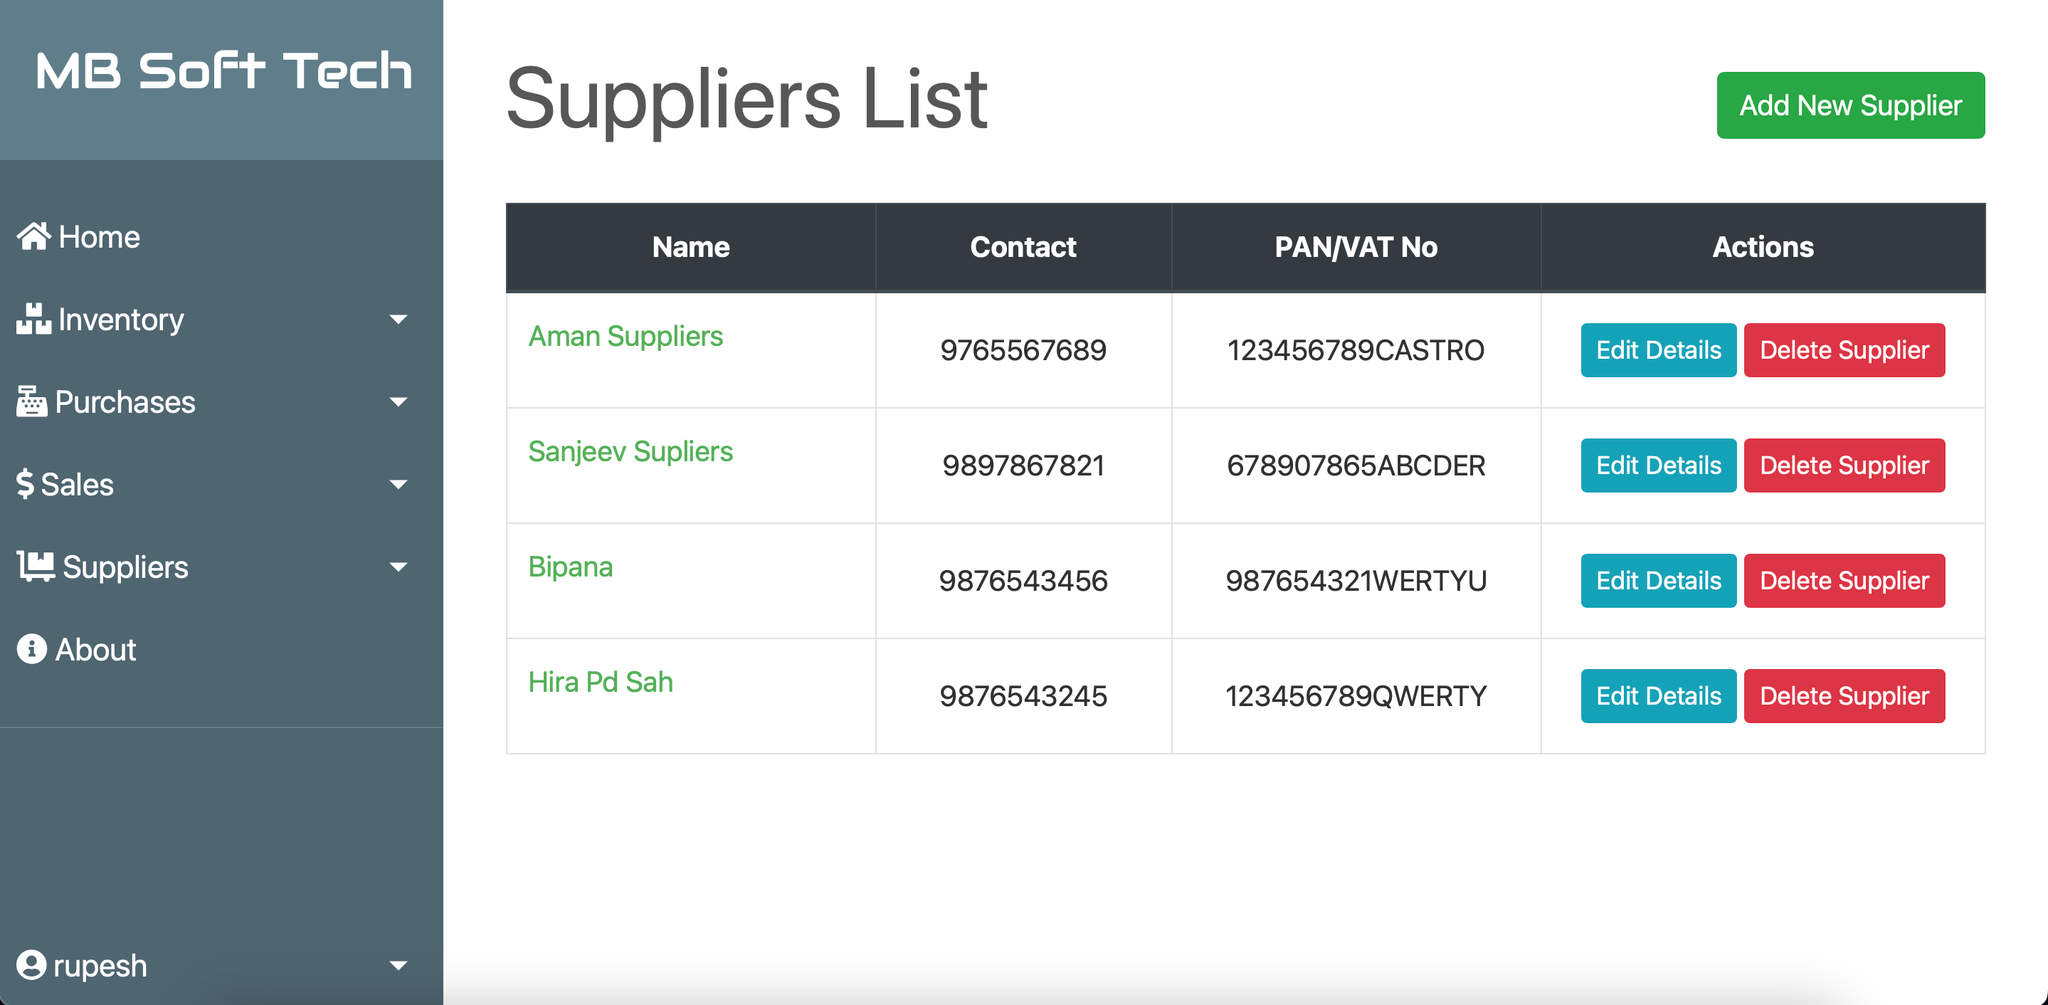 MB Soft Tech
Home
Inventory
Purchases
Sales
Suppliers
About
rupesh
Suppliers List
Add New Supplier
Name Contact PAN/VAT No Actions
Aman Suppliers 9765567689 123456789CASTRO Edit Details Delete Supplier
Sanjeev Supliers 9897867821 678907865ABCDER Edit Details Delete Supplier
Bipana 9876543456 987654321WERTYU Edit Details Delete Supplier
Hira Pd Sah 9876543245 123456789QWERTY Edit Details Delete Supplier